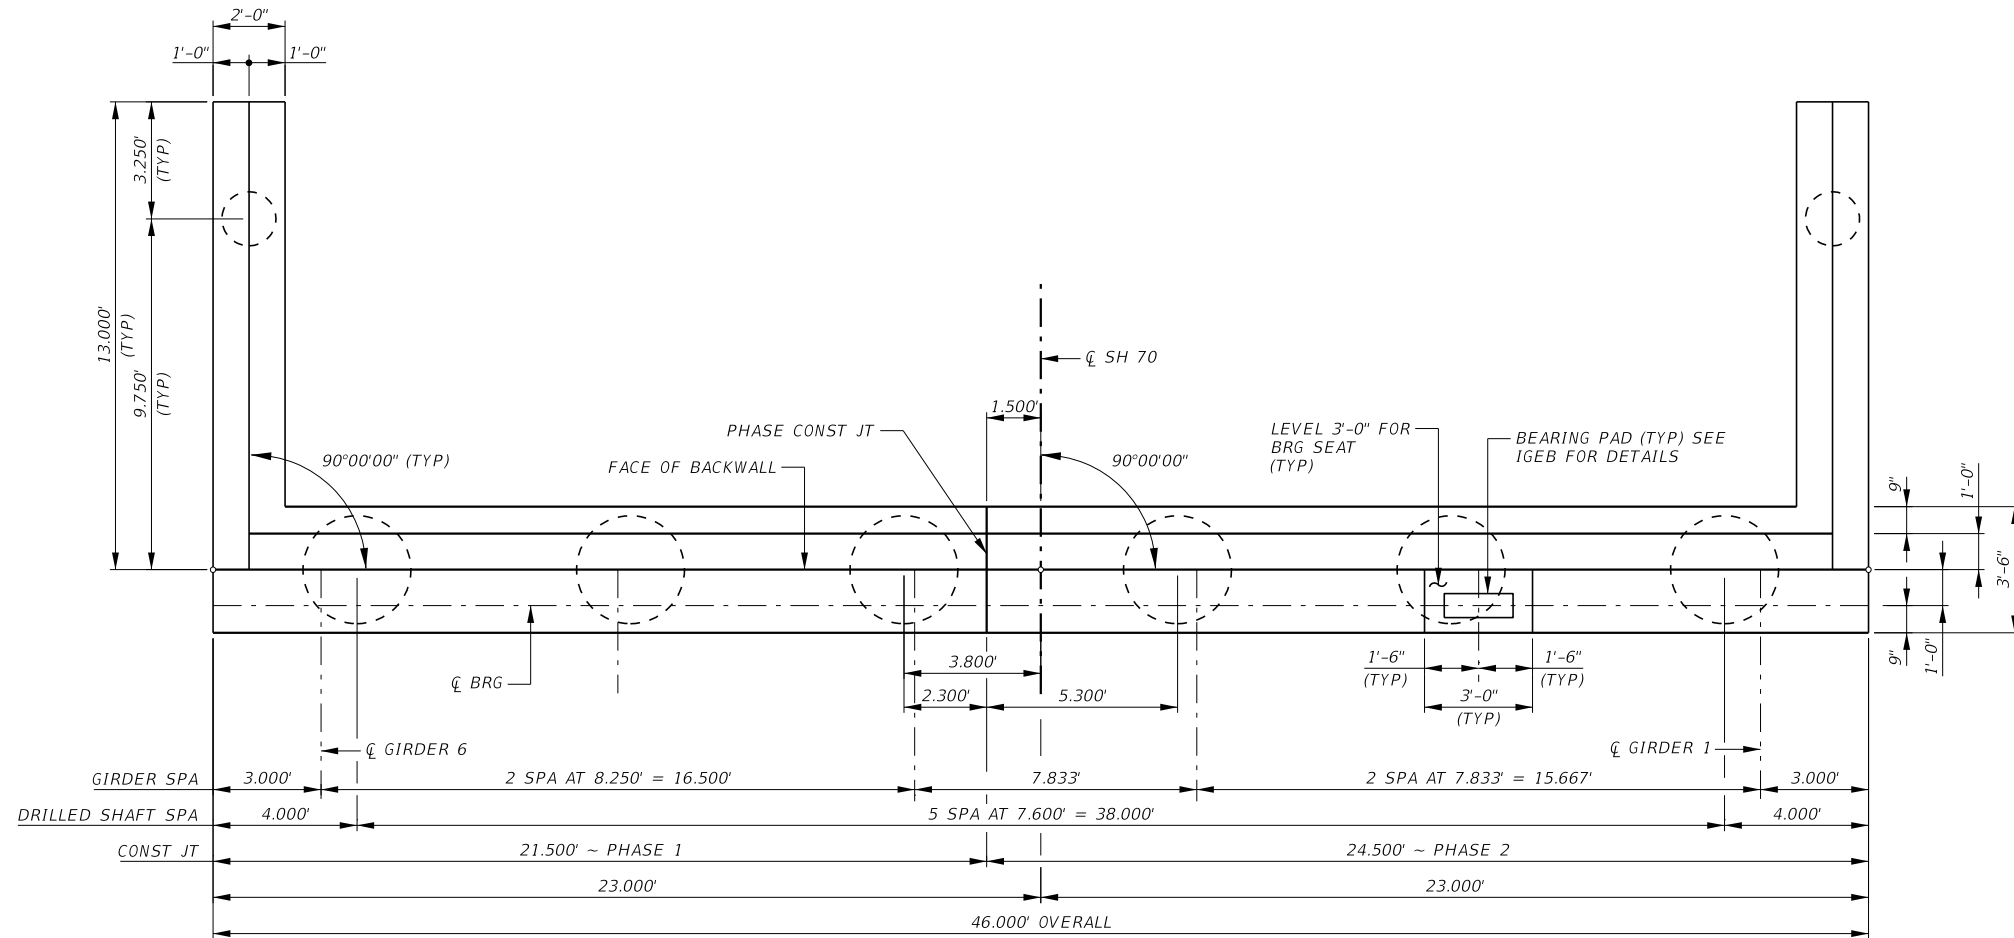 2'-0"
1'-0" 1'-0"
3.250'
(TYP)
13.000'
(TYP)
9.750'
(TYP)
℄ SH 70
1.500'
PHASE CONST JT
FACE OF BACKWALL
90°00'00" (TYP)
90°00'00"
LEVEL 3'-0" FOR
BRG SEAT
(TYP)
BEARING PAD (TYP) SEE
IGEB FOR DETAILS
9"
1'-0"
3'-6"
9"
1'-0"
℄ BRG
3.800'
2.300' 5.300'
1'-6"
(TYP)
1'-6"
(TYP)
3'-0"
(TYP)
℄ GIRDER 6
℄ GIRDER 1
GIRDER SPA 3.000' 2 SPA AT 8.250' = 16.500' 7.833' 2 SPA AT 7.833' = 15.667' 3.000'
DRILLED SHAFT SPA 4.000' 5 SPA AT 7.600' = 38.000' 4.000'
CONST JT 21.500' ~ PHASE 1 24.500' ~ PHASE 2
23.000' 23.000'
46.000' OVERALL